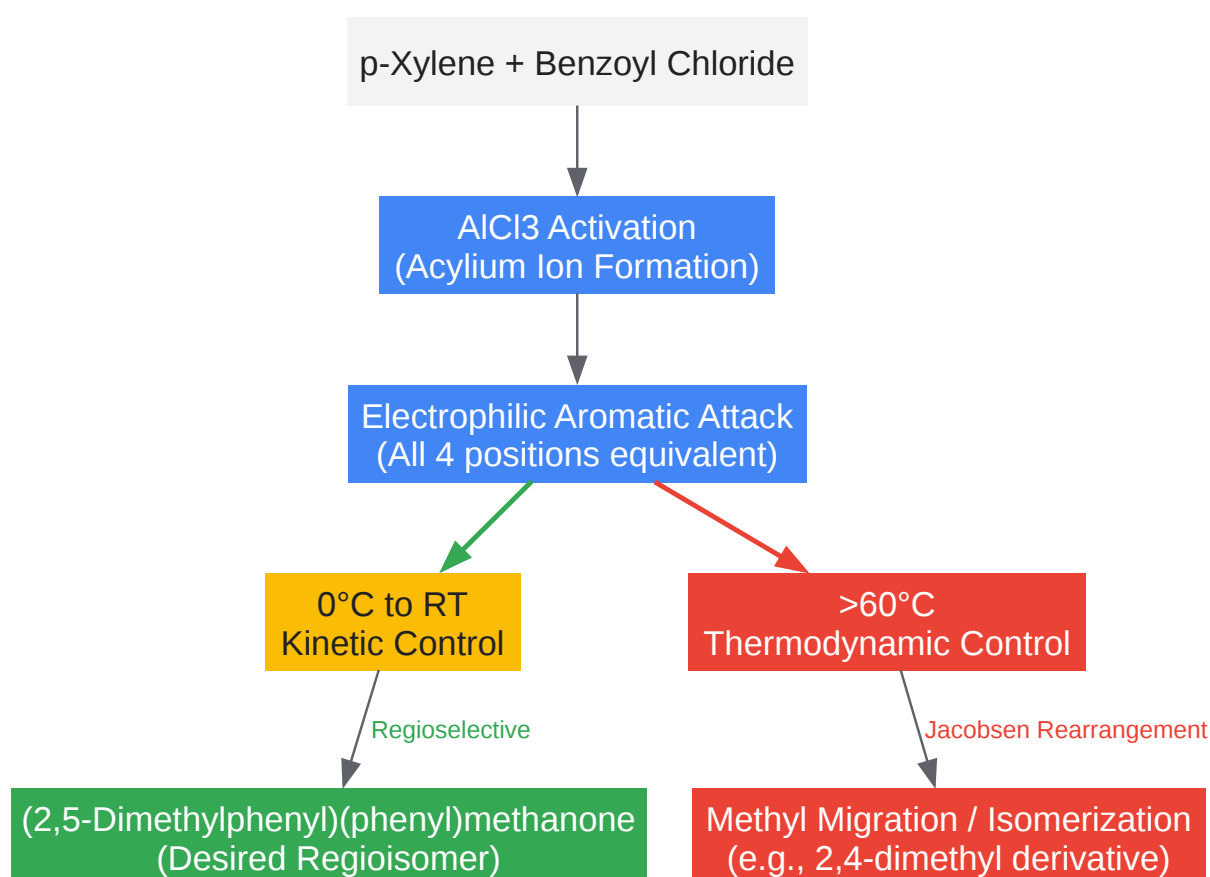 p-Xylene + Benzoyl Chloride
AlCl3 Activation
(Acylium Ion Formation)
Electrophilic Aromatic Attack
(All 4 positions equivalent)
0°C to RT
Kinetic Control
>60°C
Thermodynamic Control
Regioselective
Jacobsen Rearrangement
(2,5-Dimethylphenyl)(phenyl)methanone
(Desired Regioisomer)
Methyl Migration / Isomerization
(e.g., 2,4-dimethyl derivative)